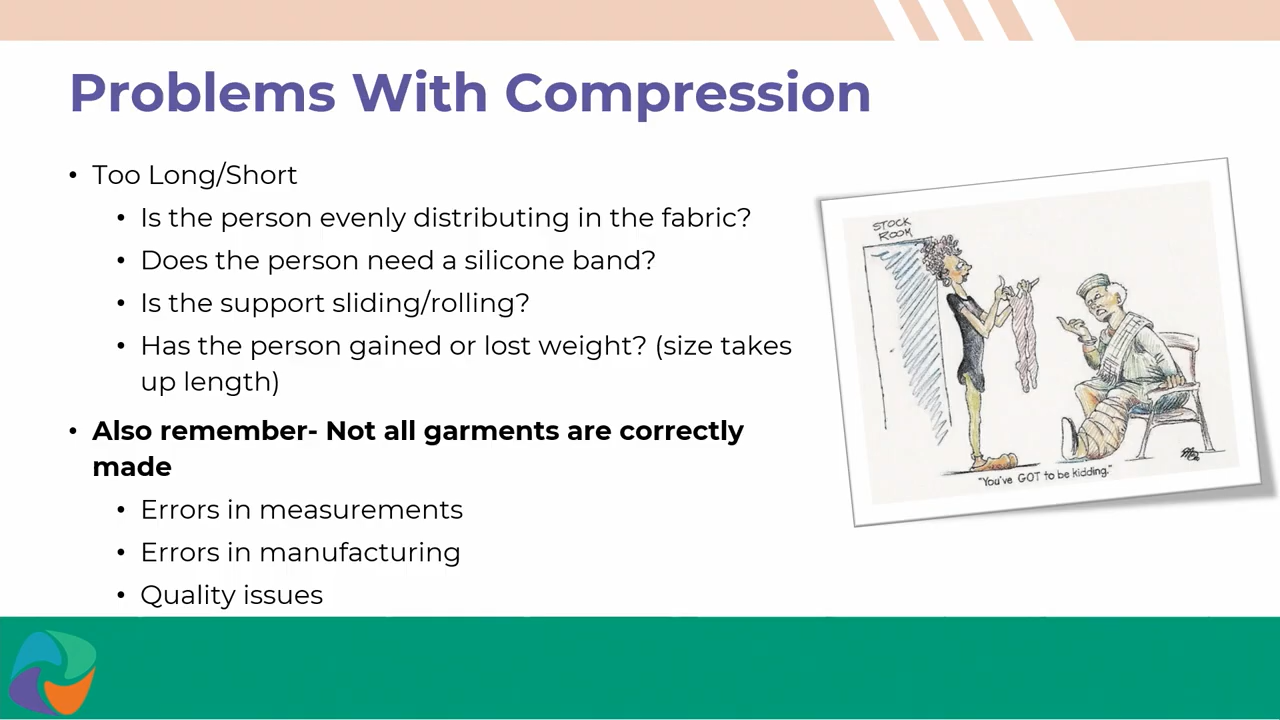 Problems With Compression
• Too Long/Short
• Is the person evenly distributing in the fabric?
• Does the person need a silicone band?
• Is the support sliding/rolling?
• Has the person gained or lost weight? (size takes
up length)
• Also remember- Not all garments are correctly
made
• Errors in measurements
• Errors in manufacturing
• Quality issues
STOCK
ROOM
"You've GOT to be kidding."